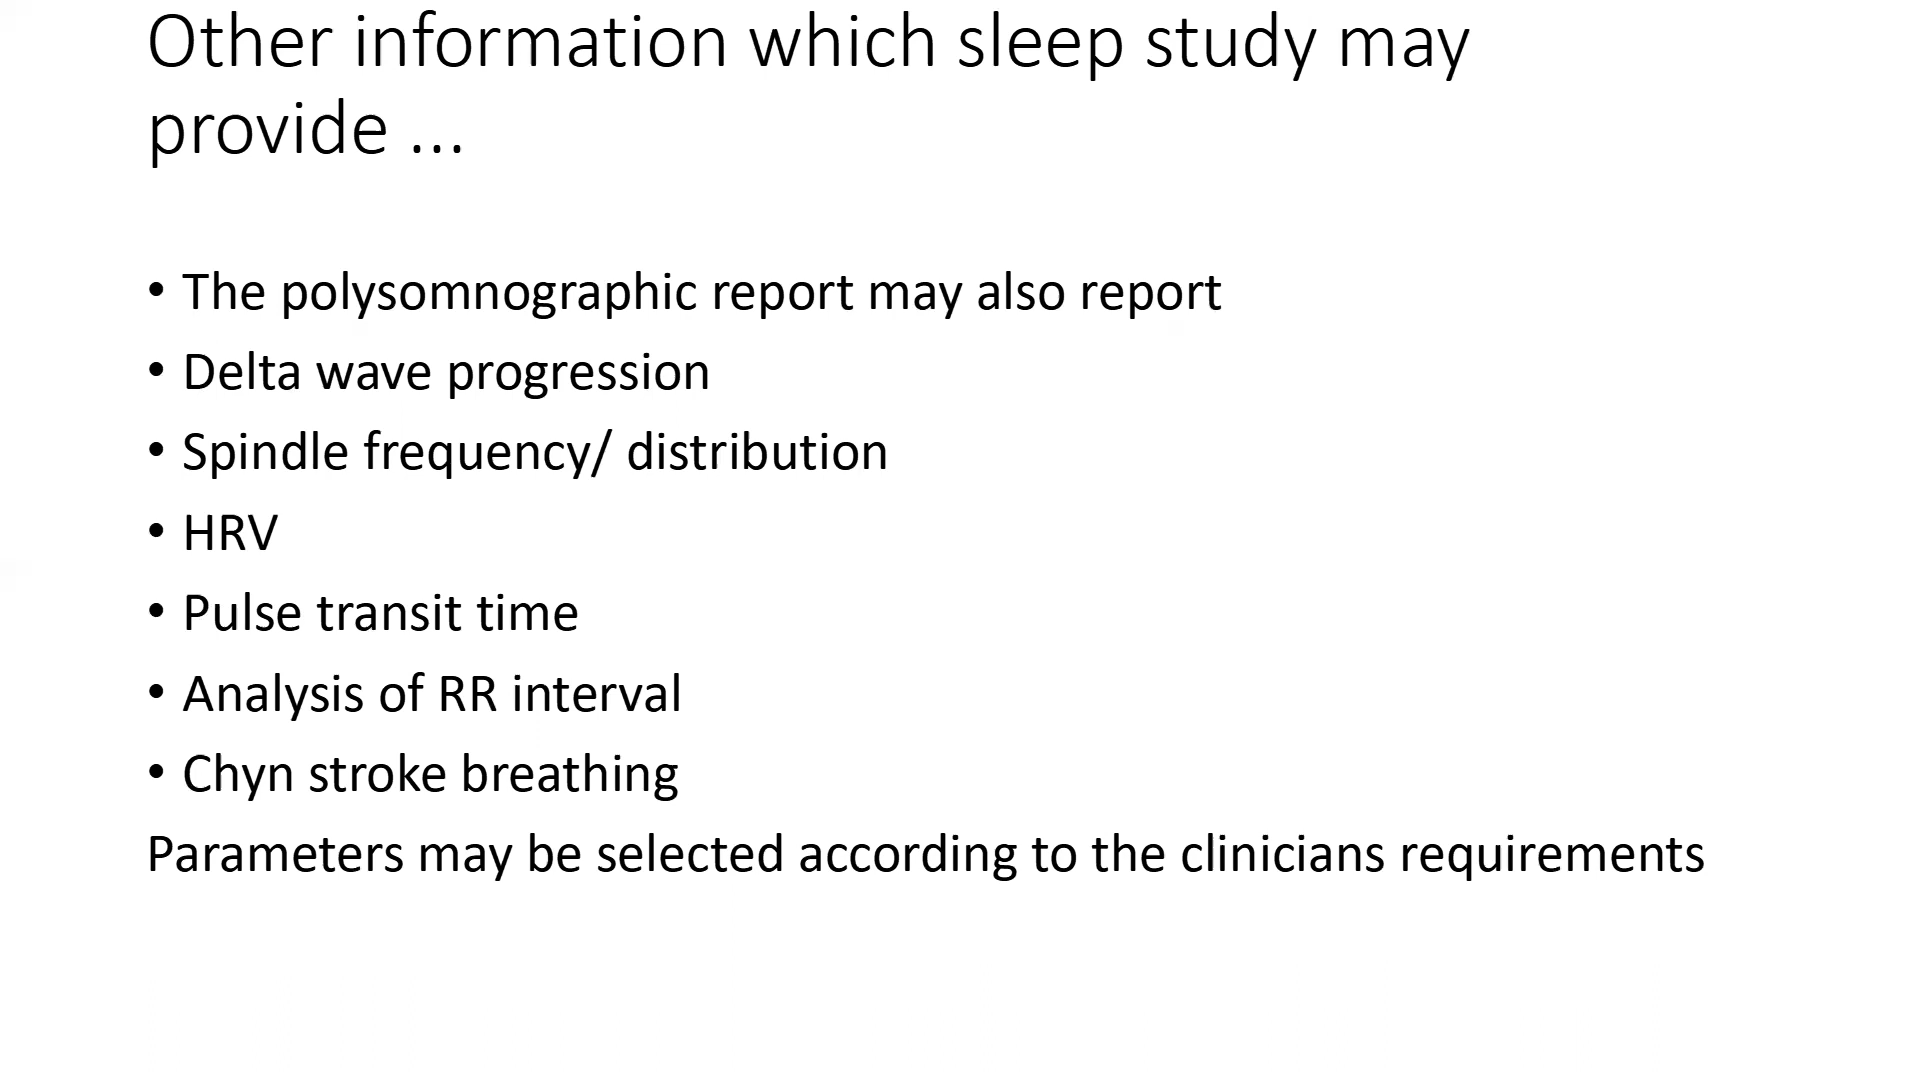 Other information which sleep study may
provide ...
• The polysomnographic report may also report
• Delta wave progression
• Spindle frequency/ distribution
• HRV
• Pulse transit time
• Analysis of RR interval
• Chyn stroke breathing
Parameters may be selected according to the clinicians requirements